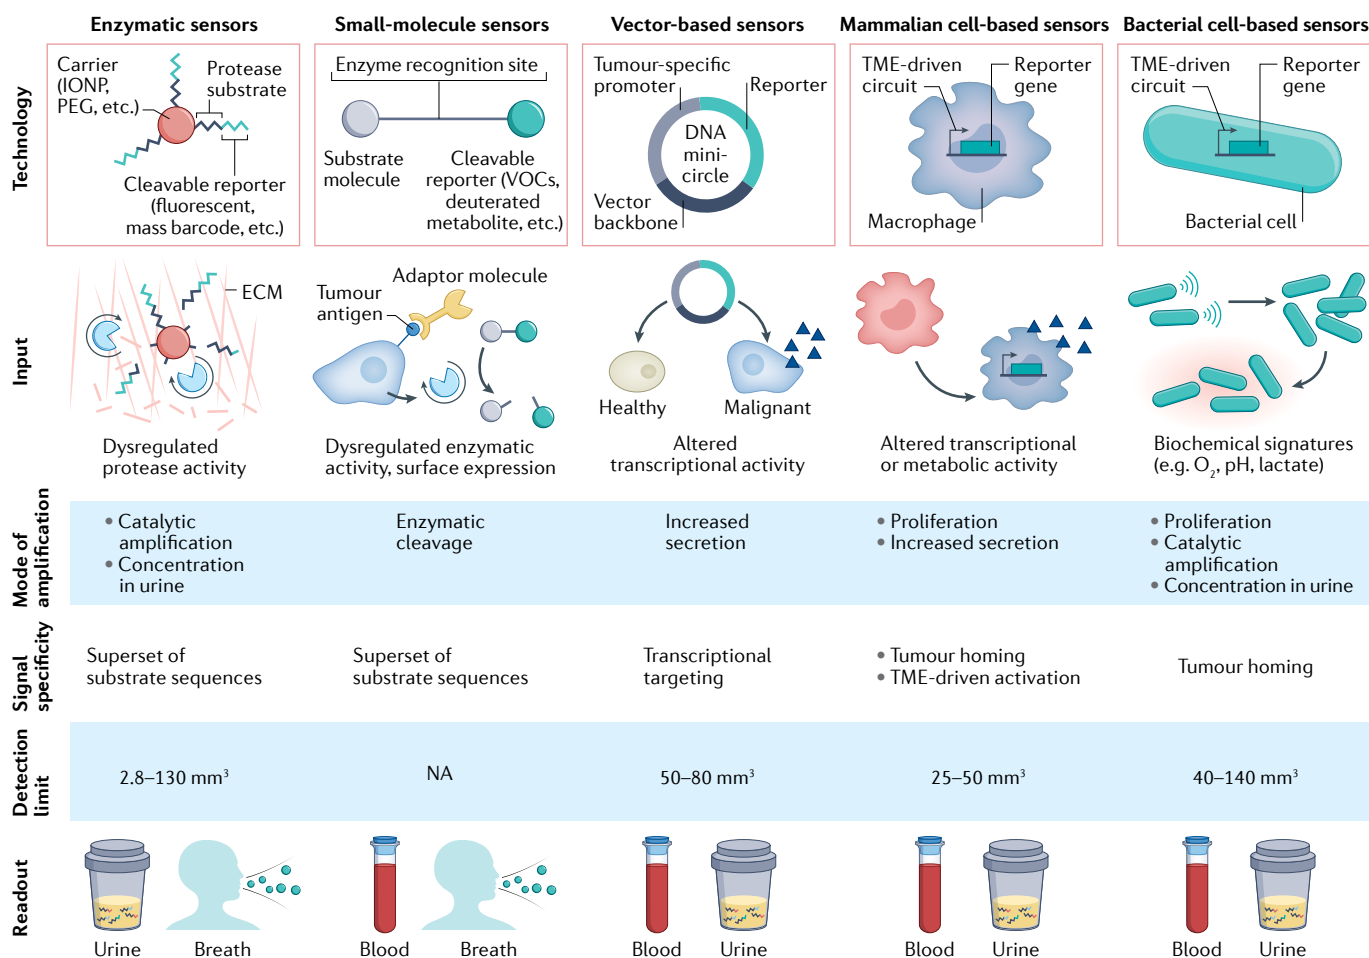 Enzymatic sensors
Small-molecule sensors
Vector-based sensors
Mammalian cell-based sensors
Bacterial cell-based sensors
Technology
Carrier
(IONP,
PEG, etc.)
Protease
substrate
Cleavable reporter
(fluorescent,
mass barcode, etc.)
Enzyme recognition site
Substrate
molecule
Cleavable
reporter (VOCs,
deuterated
metabolite, etc.)
Tumour-specific
promoter
Reporter
DNA
mini-
circle
Vector
backbone
TME-driven
circuit
Reporter
gene
Macrophage
TME-driven
circuit
Reporter
gene
Bacterial cell
Input
ECM
Dysregulated
protease activity
Adaptor molecule
Tumour
antigen
Dysregulated enzymatic
activity, surface expression
Healthy
Malignant
Altered
transcriptional activity
Altered transcriptional
or metabolic activity
Biochemical signatures
(e.g. O₂, pH, lactate)
Mode of
amplification
• Catalytic
amplification
• Concentration
in urine
Enzymatic
cleavage
Increased
secretion
• Proliferation
• Increased secretion
• Proliferation
• Catalytic
amplification
• Concentration in urine
Signal
specificity
Superset of
substrate sequences
Superset of
substrate sequences
Transcriptional
targeting
• Tumour homing
• TME-driven activation
Tumour homing
Detection
limit
2.8–130 mm³
NA
50–80 mm³
25–50 mm³
40–140 mm³
Readout
Urine
Breath
Blood
Breath
Blood
Urine
Blood
Urine
Blood
Urine